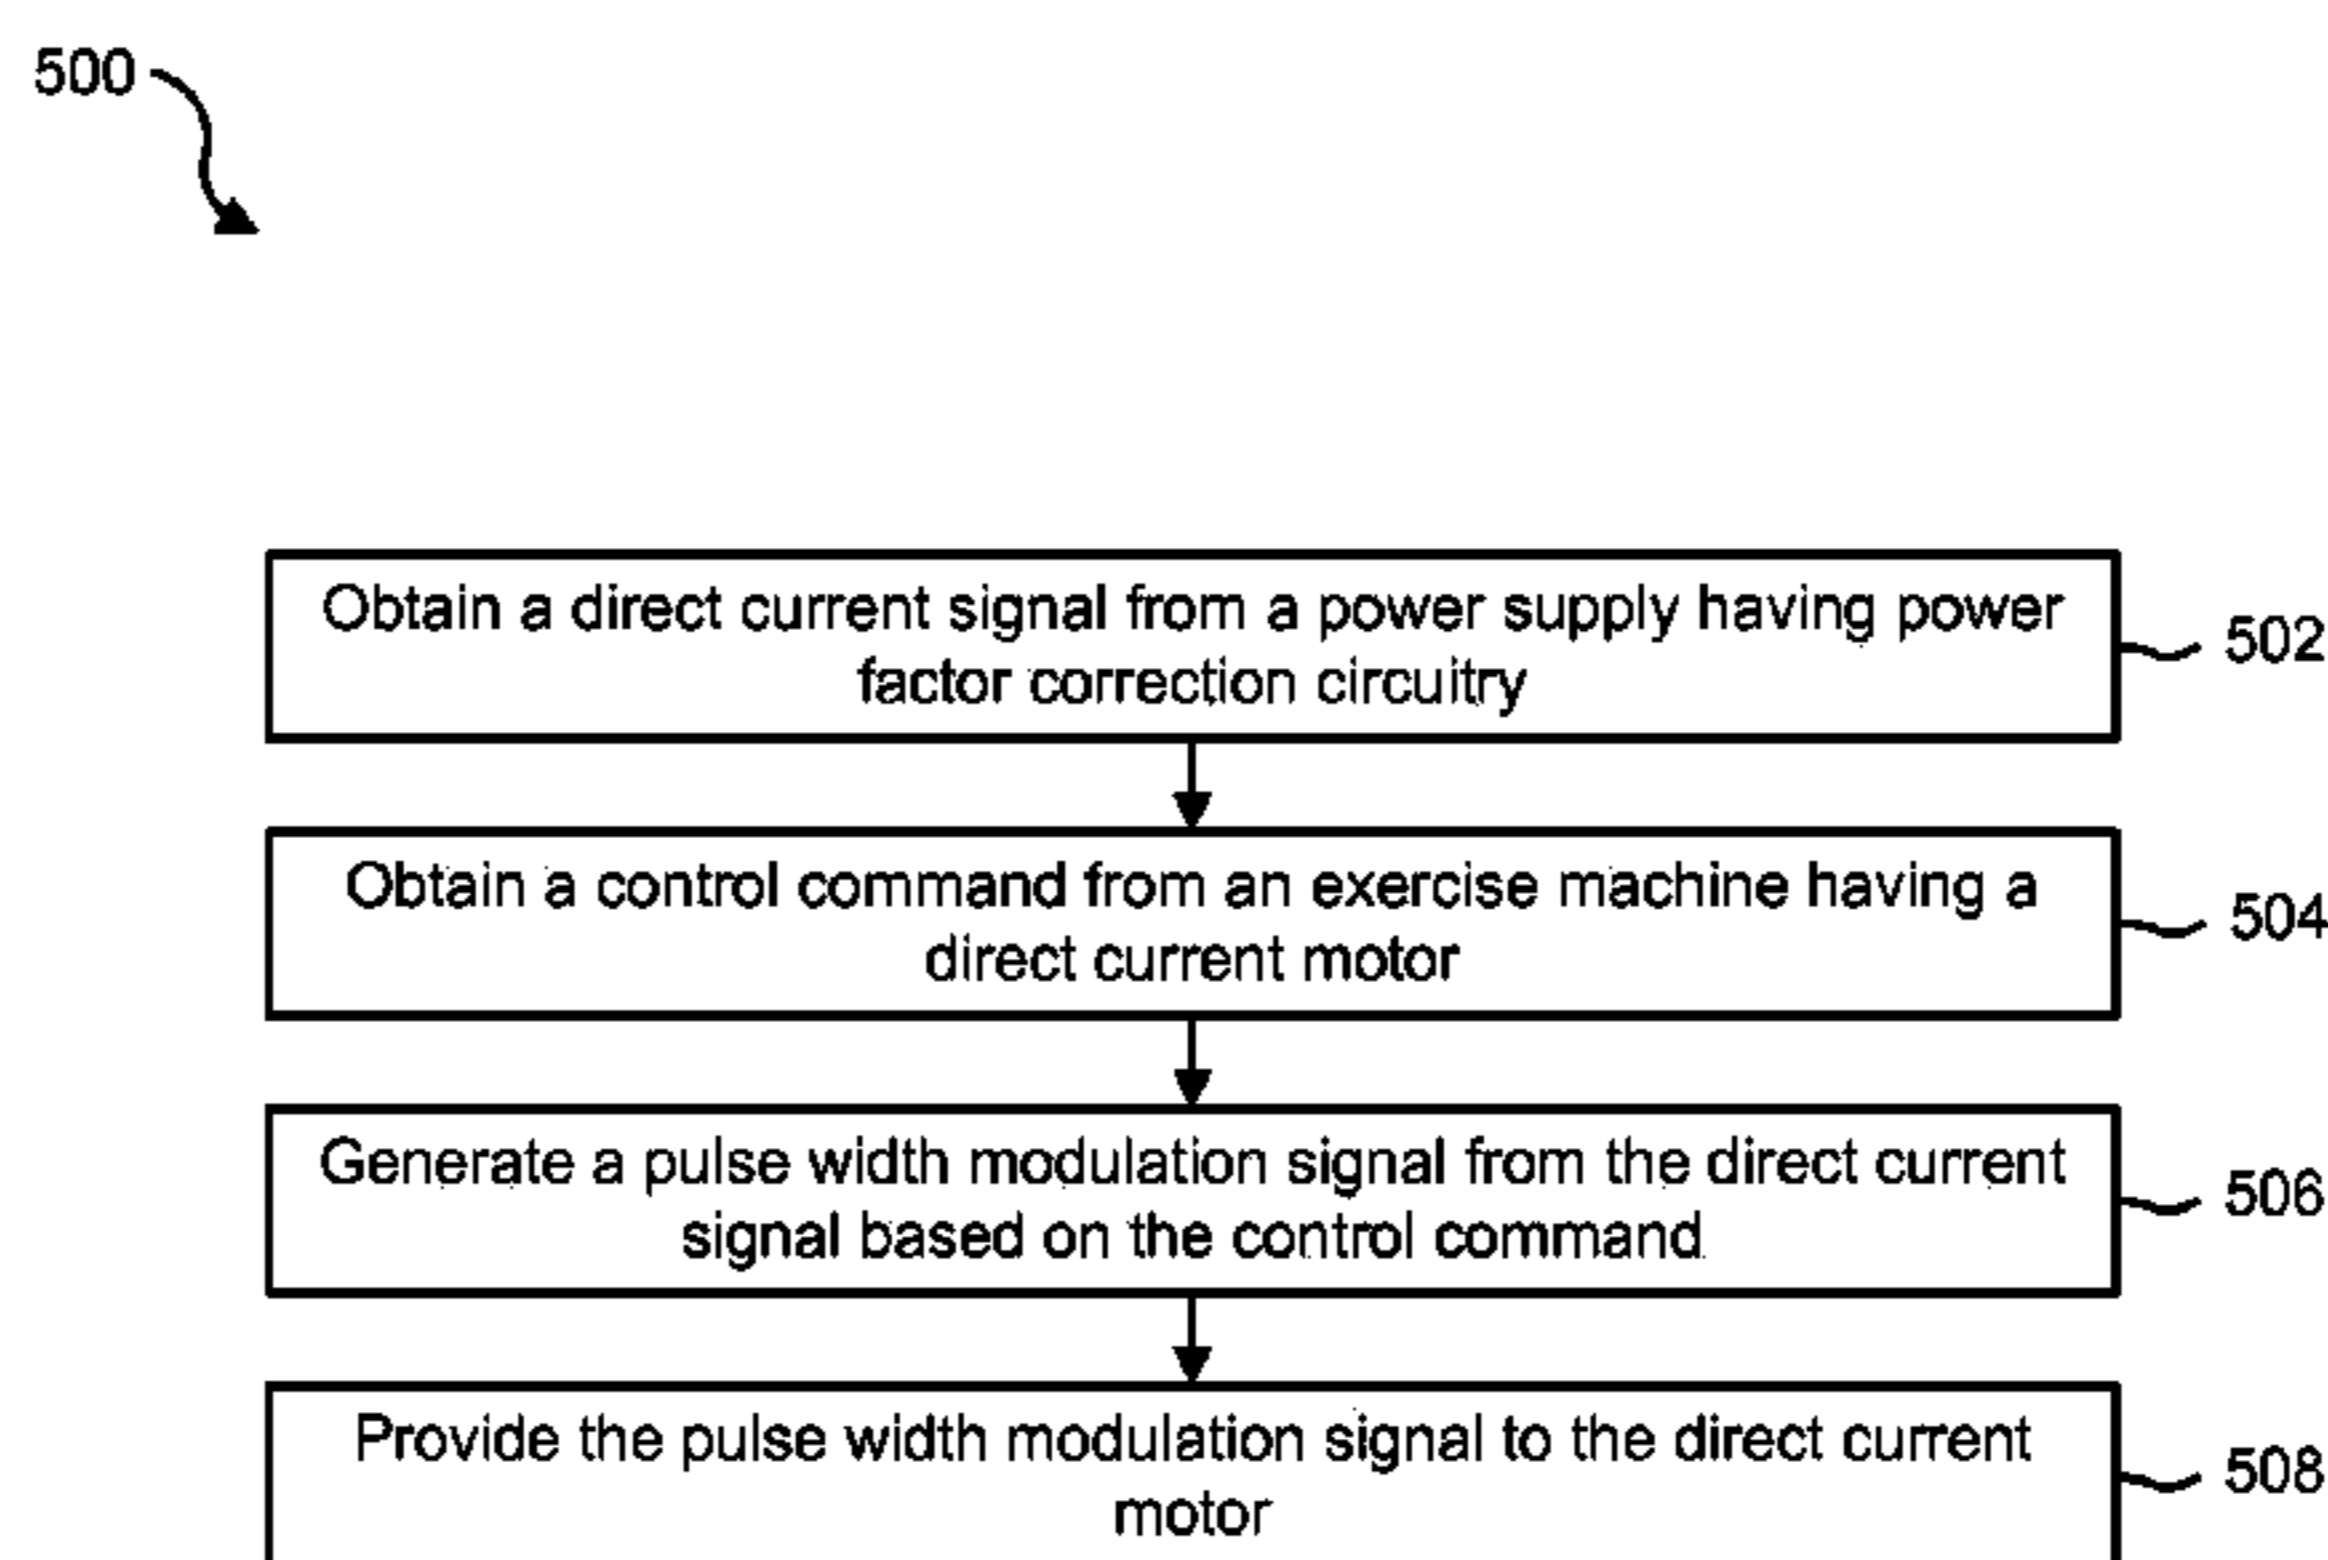 500
Obtain a direct current signal from a power supply having power
factor correction circuitry
502
Obtain a control command from an exercise machine having a
direct current motor
504
Generate a pulse width modulation signal from the direct current
signal based on the control command
506
Provide the pulse width modulation signal to the direct current
motor
508